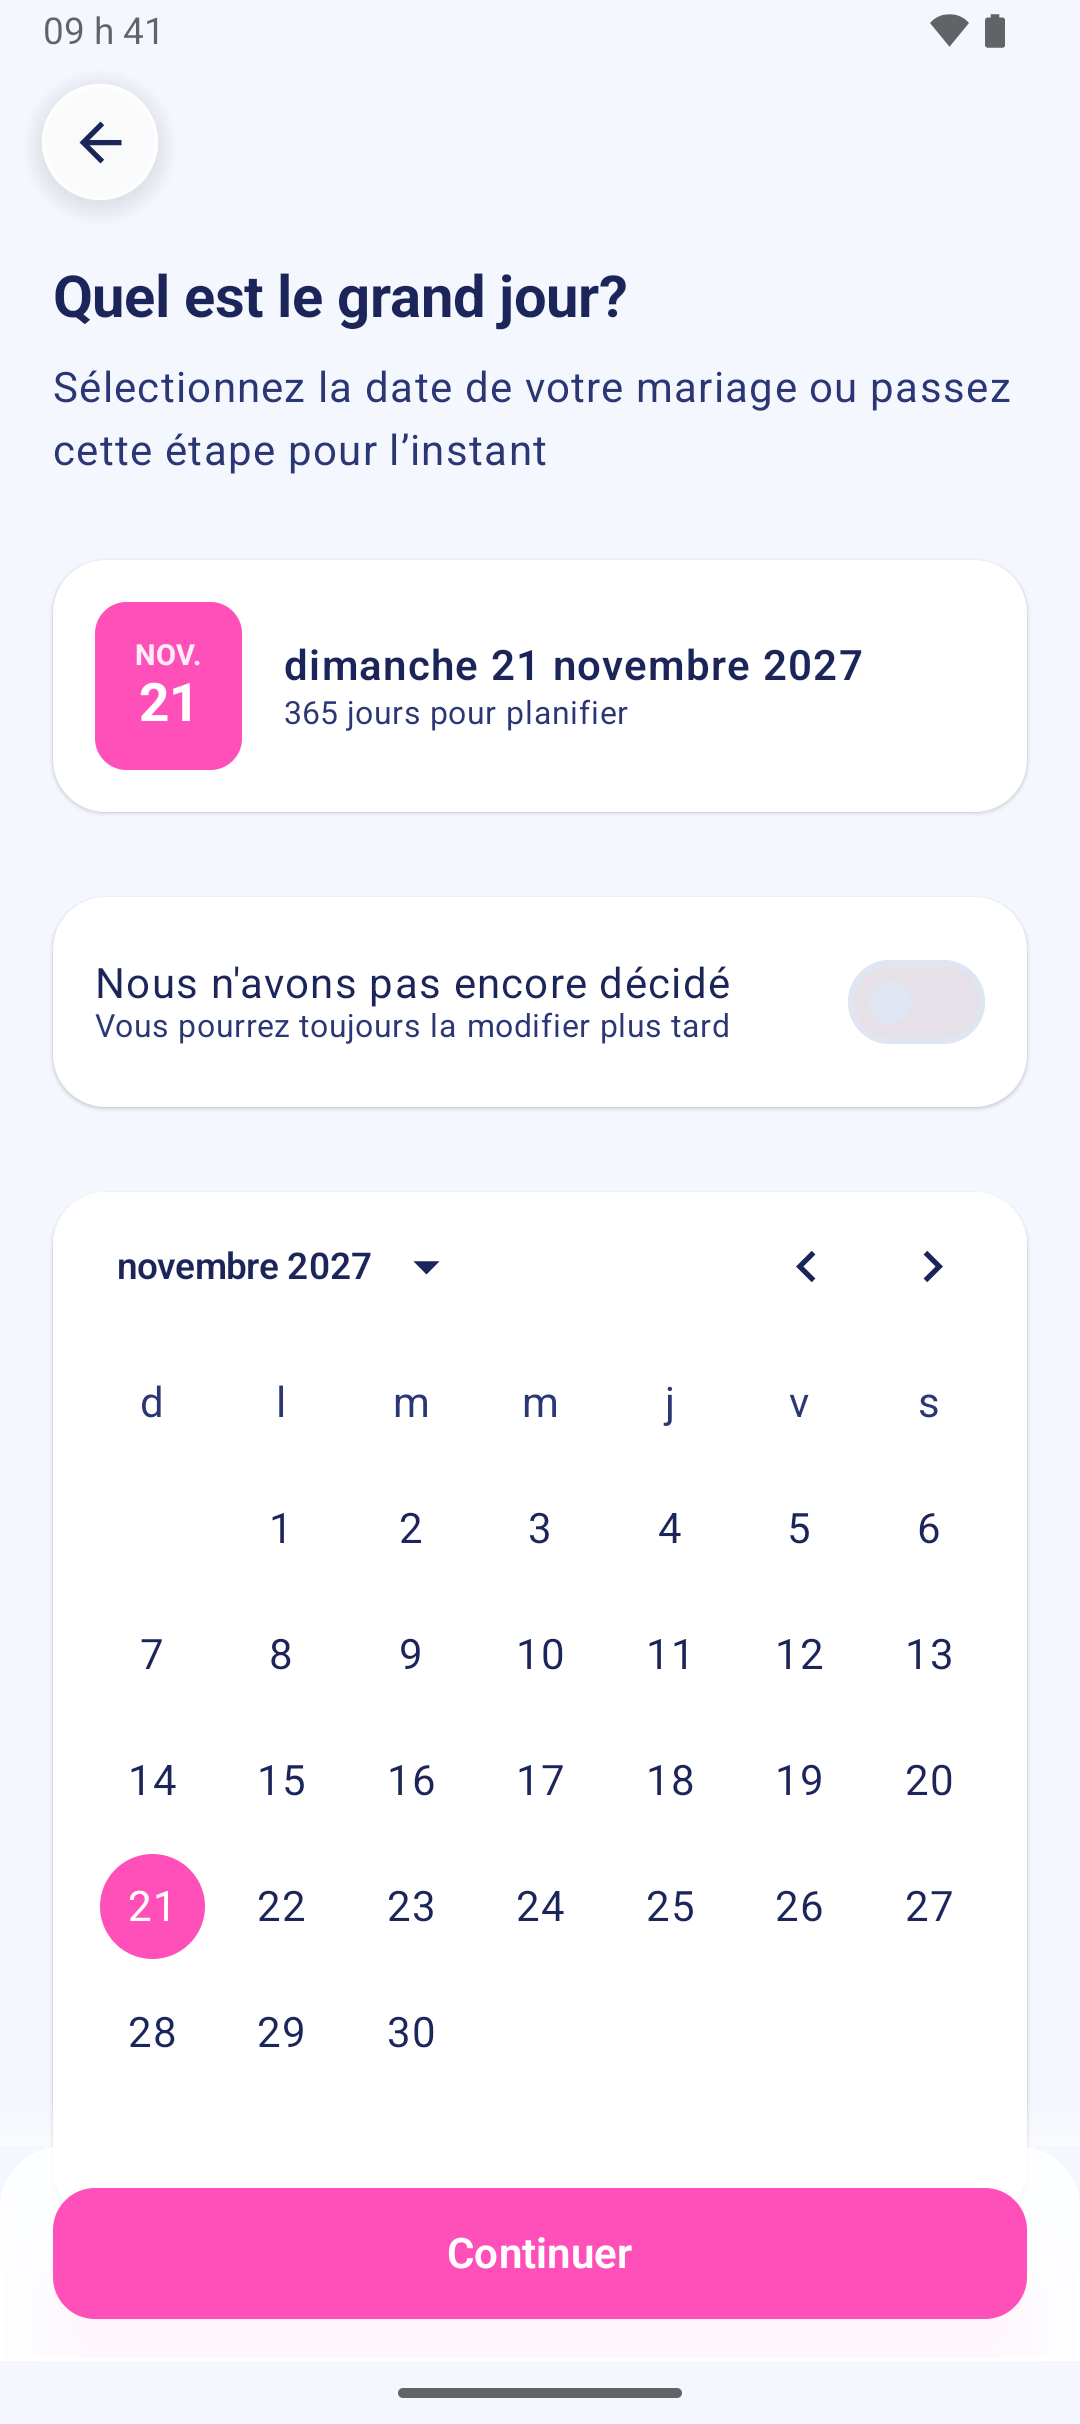 09 h 41
Quel est le grand jour?
Sélectionnez la date de votre mariage ou passez
cette étape pour l’instant
NOV.
21
dimanche 21 novembre 2027
365 jours pour planifier
Nous n'avons pas encore décidé
Vous pourrez toujours la modifier plus tard
novembre 2027
d l m m j v s
1 2 3 4 5 6
7 8 9 10 11 12 13
14 15 16 17 18 19 20
21 22 23 24 25 26 27
28 29 30
Continuer